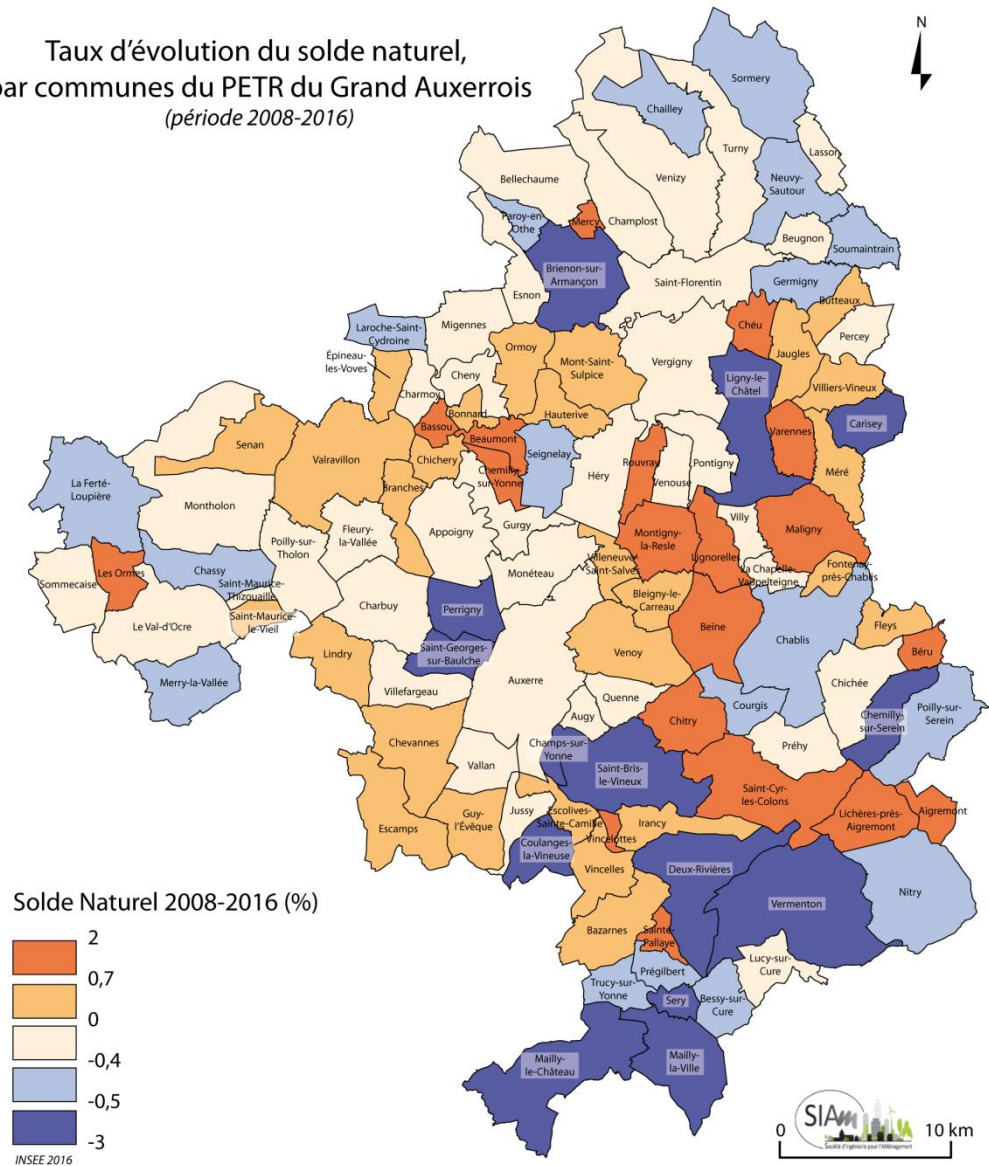 Taux d'évolution du solde naturel,
par communes du PETR du Grand Auxerrois
(période 2008-2016)
N
Sormery
Chailley
Turny
Lasson
Bellechaume
Venizy
Neuvy-
Sautour
Paroy-en-
Othe
Mercy
Champlost
Beugnon
Soumaintrain
Brienon-sur-
Armançon
Saint-Florentin
Germigny
Esnon
Butteaux
Laroche-Saint-
Cydroine
Migennes
Chéu
Percey
Épineau-
les-Voves
Ormoy
Mont-Saint-
Sulpice
Vergigny
Jaugles
Cheny
Ligny-le-
Châtel
Villiers-Vineux
Charmoy
Bonnard
Hauterive
Carisey
Bassou
Beaumont
Varennes
Senan
Valravillon
Chichery
Seignelay
Rouvray
Pontigny
Méré
La Ferté-
Loupière
Branches
Chemilly-
sur-Yonne
Héry
Venouse
Montholon
Fleury-
la-Vallée
Appoigny
Gurgy
Villy
Maligny
Poilly-sur-
Tholon
Montigny-
la-Resle
Lignorelles
Les Ormes
Chassy
Villeneuve-
Saint-Salves
La Chapelle-
Vaupelteigne
Fontenay-
près-Chablis
Sommecaise
Saint-Maurice-
Thizouaille
Monéteau
Charbuy
Perrigny
Bleigny-le-
Carreau
Saint-Maurice-
le-Vieil
Le Val-d'Ocre
Beine
Chablis
Fleys
Lindry
Saint-Georges-
sur-Baulche
Venoy
Béru
Merry-la-Vallée
Auxerre
Chichée
Villefargeau
Quenne
Courgis
Chemilly-
sur-Serein
Poilly-sur-
Serein
Augy
Chitry
Chevannes
Champs-sur-
Yonne
Préhy
Vallan
Saint-Bris-
le-Vineux
Saint-Cyr-
les-Colons
Jussy
Escolives-
Sainte-Camille
Lichères-près-
Aigremont
Aigremont
Escamps
Guy-
l'Évêque
Irancy
Vincelottes
Coulanges-
la-Vineuse
Deux-Rivières
Vincelles
Nitry
Vermenton
Bazarnes
Sainte-
Pallaye
Lucy-sur-
Cure
Prégilbert
Trucy-sur-
Yonne
Sery
Bessy-sur-
Cure
Mailly-
le-Château
Mailly-
la-Ville
Solde Naturel 2008-2016 (%)
2
0,7
0
-0,4
-0,5
-3
INSEE 2016
SIAm
Société d'Ingénierie pour l'Aménagement
0 10 km